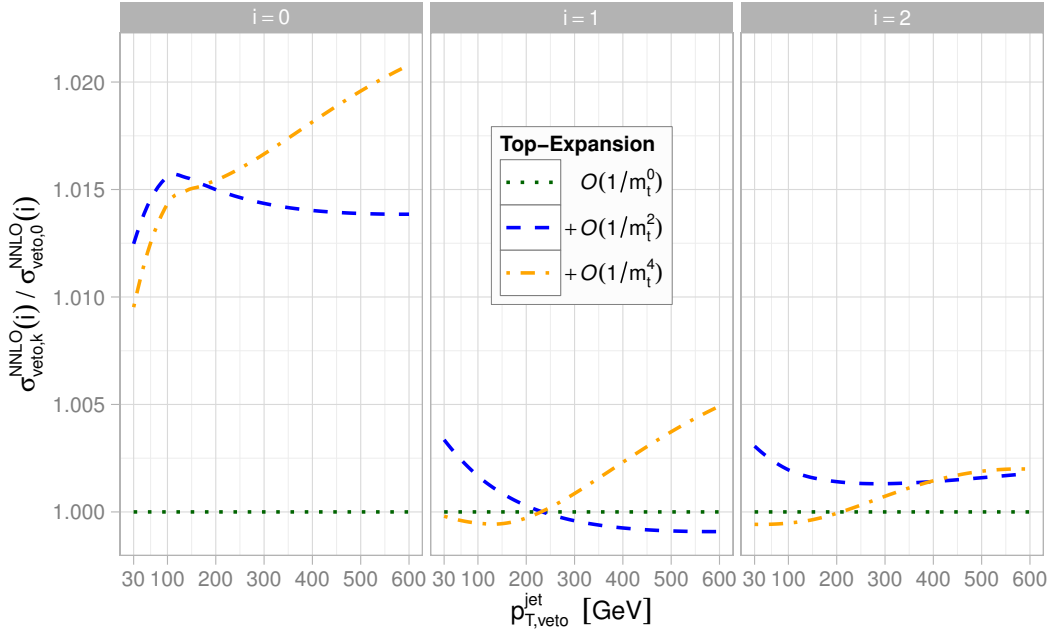 i = 0
i = 1
i = 2
σ^NNLO_veto,k(i) / σ^NNLO_veto,0(i)
1.020
1.015
1.010
1.005
1.000
Top−Expansion
O(1/m_t^0)
+O(1/m_t^2)
+O(1/m_t^4)
30 100 200 300 400 500 600
30 100 200 300 400 500 600
30 100 200 300 400 500 600
p^jet_T,veto [GeV]